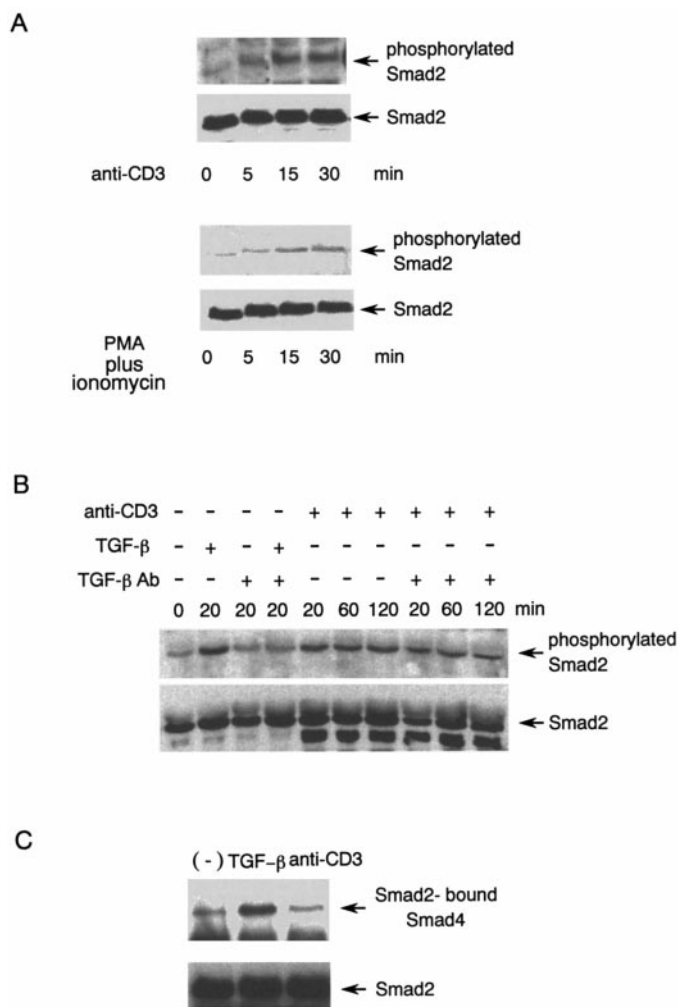 A
phosphorylated
Smad2
Smad2
anti-CD3 0 5 15 30 min
phosphorylated
Smad2
Smad2
PMA
plus
ionomycin
0 5 15 30 min
B
anti-CD3 - - - - + + + + + +
TGF-β - + - + - - - - - -
TGF-β Ab - - + + - - - + + +
0 20 20 20 20 60 120 20 60 120 min
phosphorylated
Smad2
Smad2
C
(-) TGF-β anti-CD3
Smad2- bound
Smad4
Smad2